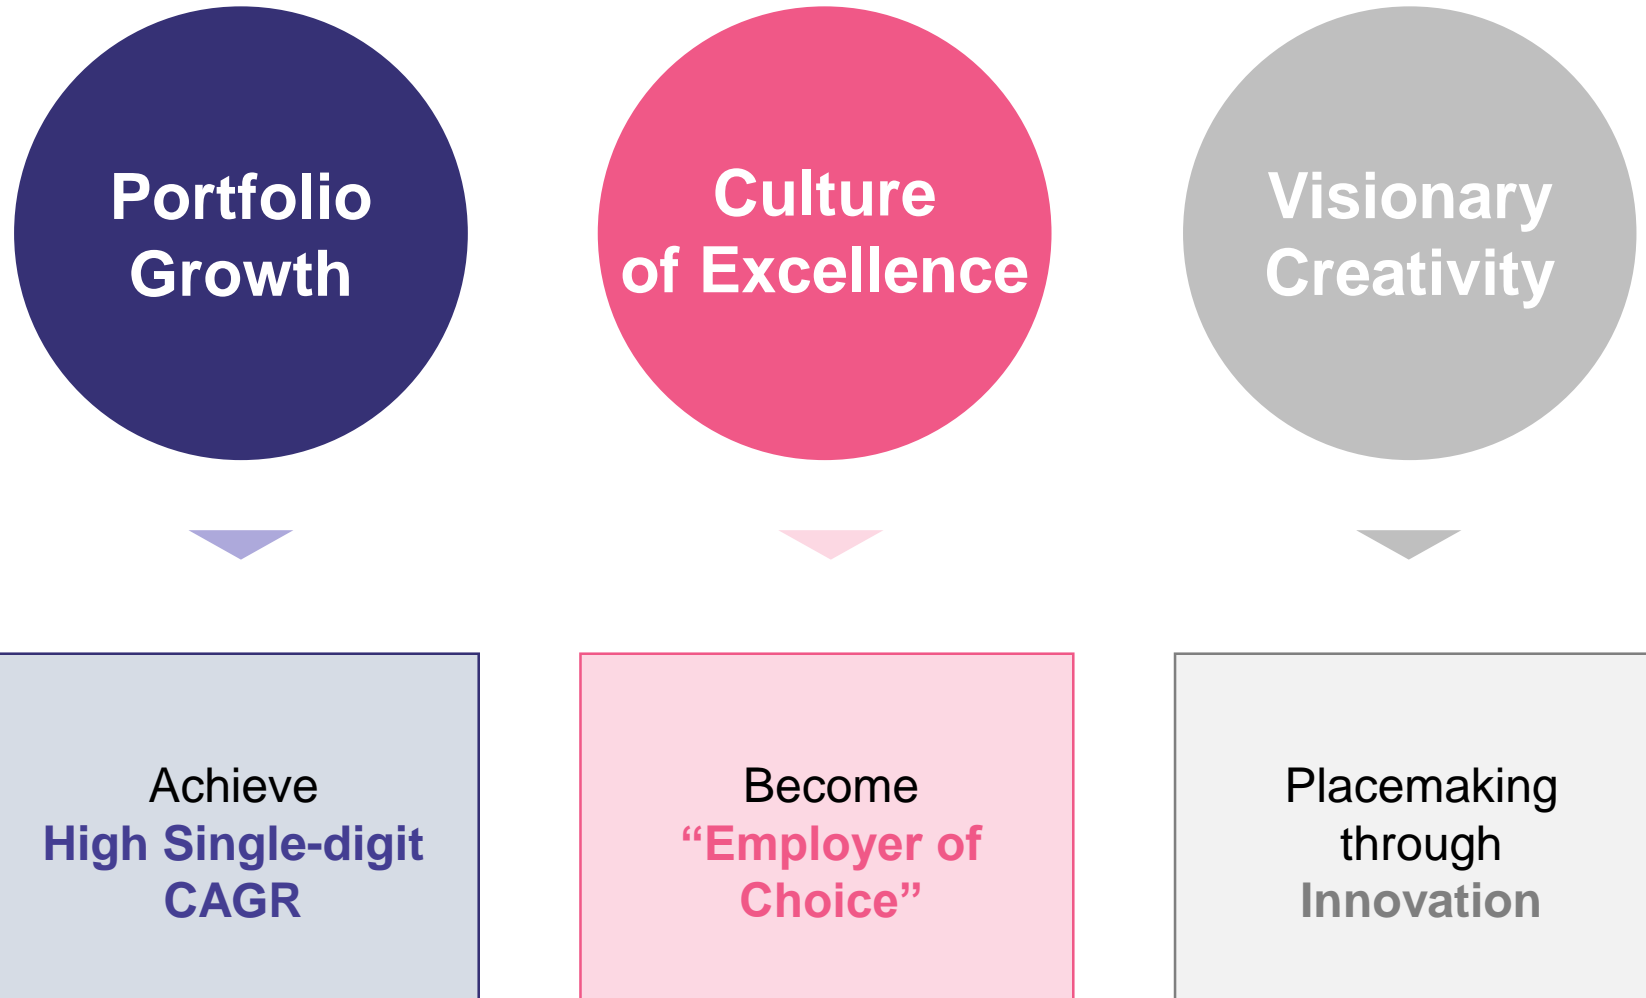 Portfolio
Growth
Culture
of Excellence
Visionary
Creativity
Achieve
High Single-digit
CAGR
Become
“Employer of
Choice”
Placemaking
through
Innovation